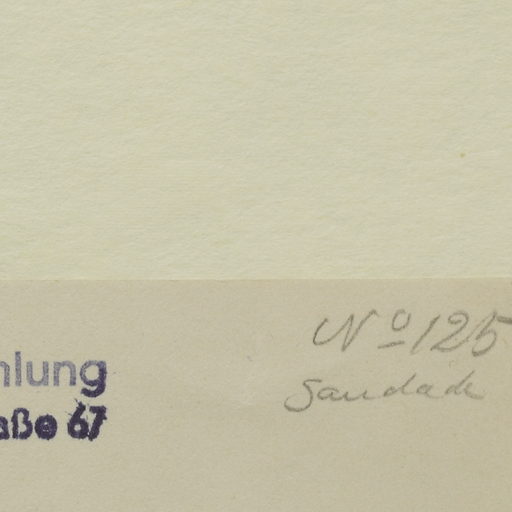 Nº 125
Saudade
hlung
aße 67